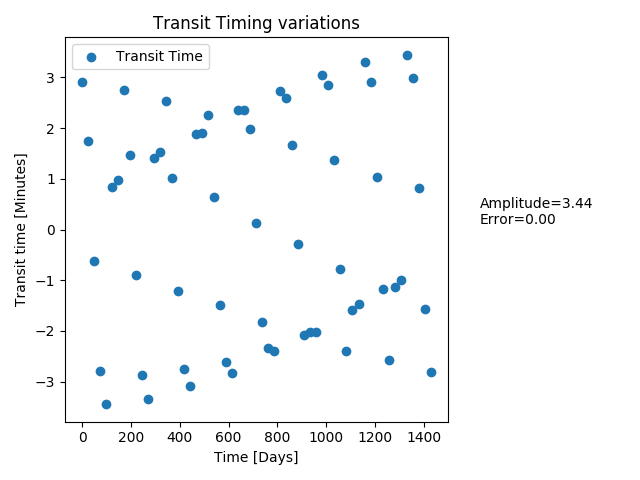 Transit Timing variations
Transit Time
Transit time [Minutes]
3
2
1
0
−1
−2
−3
0
200
400
600
800
1000
1200
1400
Time [Days]
Amplitude=3.44
Error=0.00